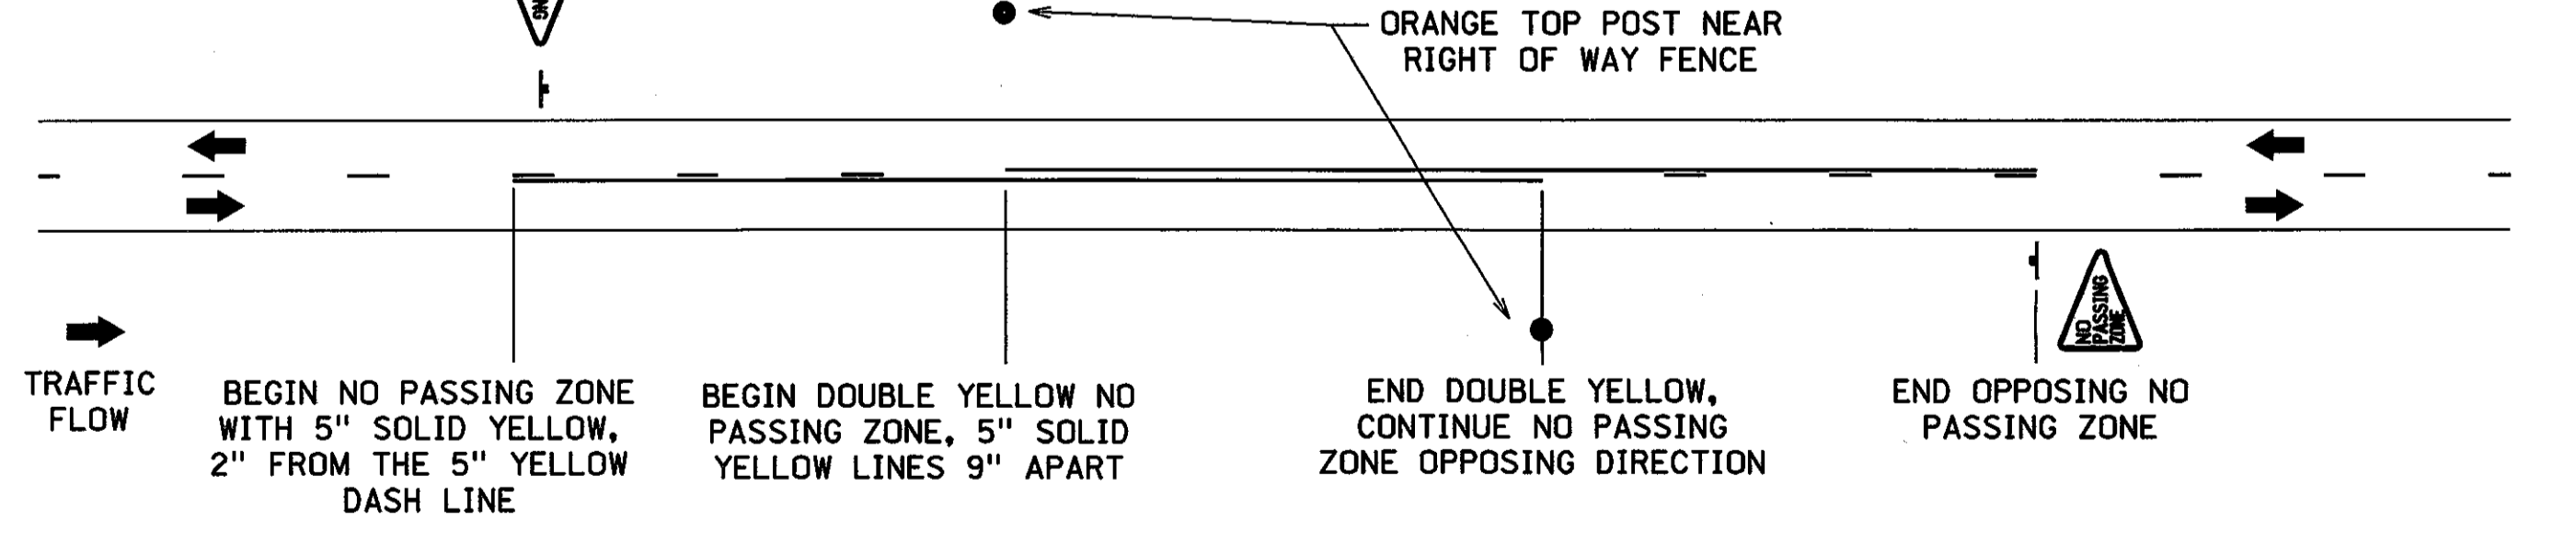 ORANGE TOP POST NEAR
RIGHT OF WAY FENCE
NO
PASSING
ZONE
TRAFFIC
FLOW
BEGIN NO PASSING ZONE
WITH 5" SOLID YELLOW,
2" FROM THE 5" YELLOW
DASH LINE
BEGIN DOUBLE YELLOW NO
PASSING ZONE, 5" SOLID
YELLOW LINES 9" APART
END DOUBLE YELLOW,
CONTINUE NO PASSING
ZONE OPPOSING DIRECTION
END OPPOSING NO
PASSING ZONE